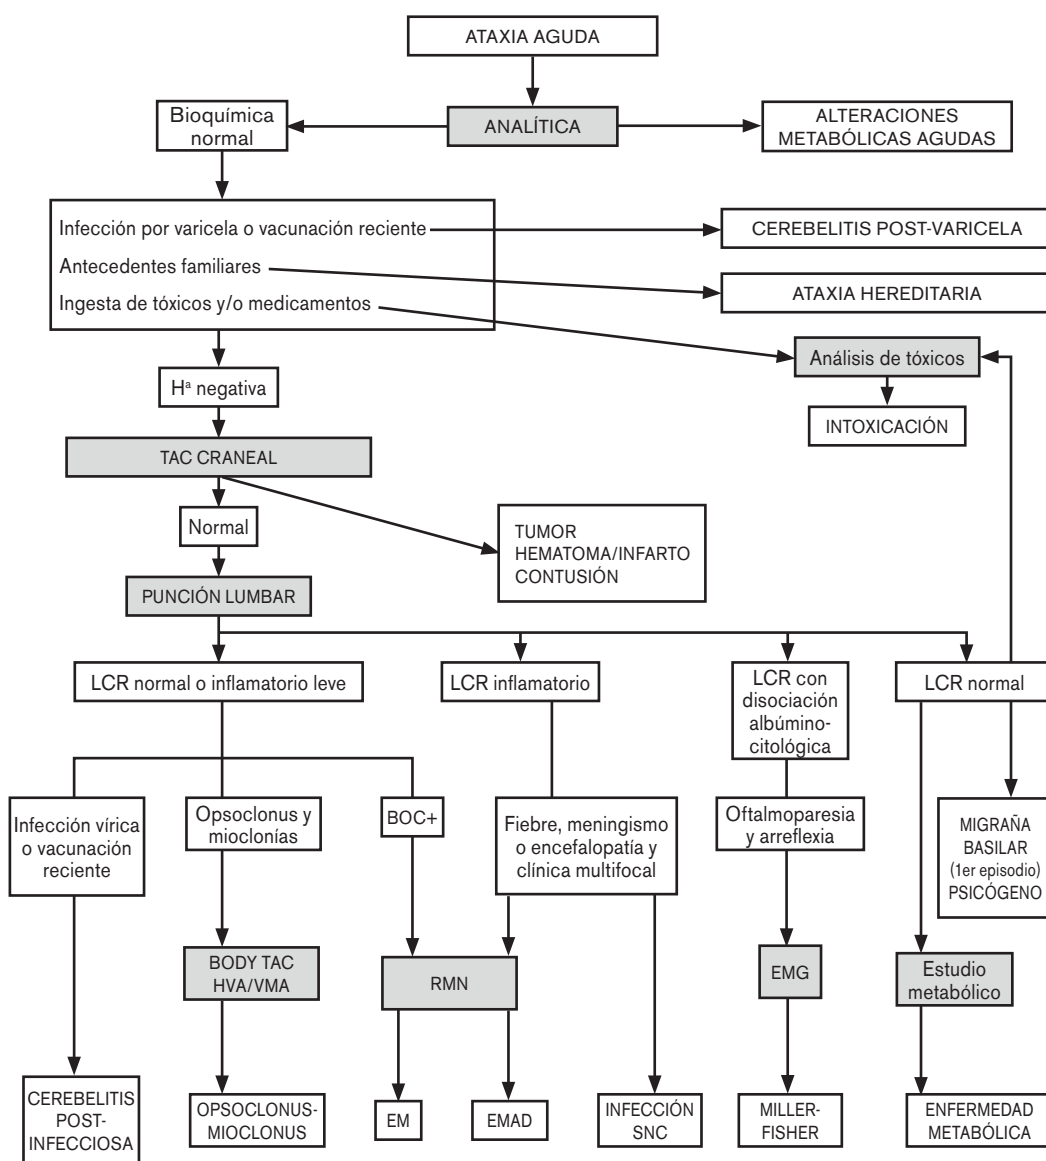 ATAXIA AGUDA
Bioquímica
normal
ANALÍTICA
ALTERACIONES
METABÓLICAS AGUDAS
Infección por varicela o vacunación reciente
CEREBELITIS POST-VARICELA
Antecedentes familiares
ATAXIA HEREDITARIA
Ingesta de tóxicos y/o medicamentos
Análisis de tóxicos
Hª negativa
INTOXICACIÓN
TAC CRANEAL
Normal
TUMOR
HEMATOMA/INFARTO
CONTUSIÓN
PUNCIÓN LUMBAR
LCR normal o inflamatorio leve
LCR inflamatorio
LCR con
disociación
albúmino-
citológica
LCR normal
Infección vírica
o vacunación
reciente
Opsoclonus y
mioclonías
BOC+
Fiebre, meningismo
o encefalopatía y
clínica multifocal
Oftalmoparesia
y arreflexia
MIGRAÑA
BASILAR
(1er episodio)
PSICÓGENO
BODY TAC
HVA/VMA
RMN
EMG
Estudio
metabólico
CEREBELITIS
POST-
INFECCIOSA
OPSOCLONUS-
MIOCLONUS
EM
EMAD
INFECCIÓN
SNC
MILLER-
FISHER
ENFERMEDAD
METABÓLICA